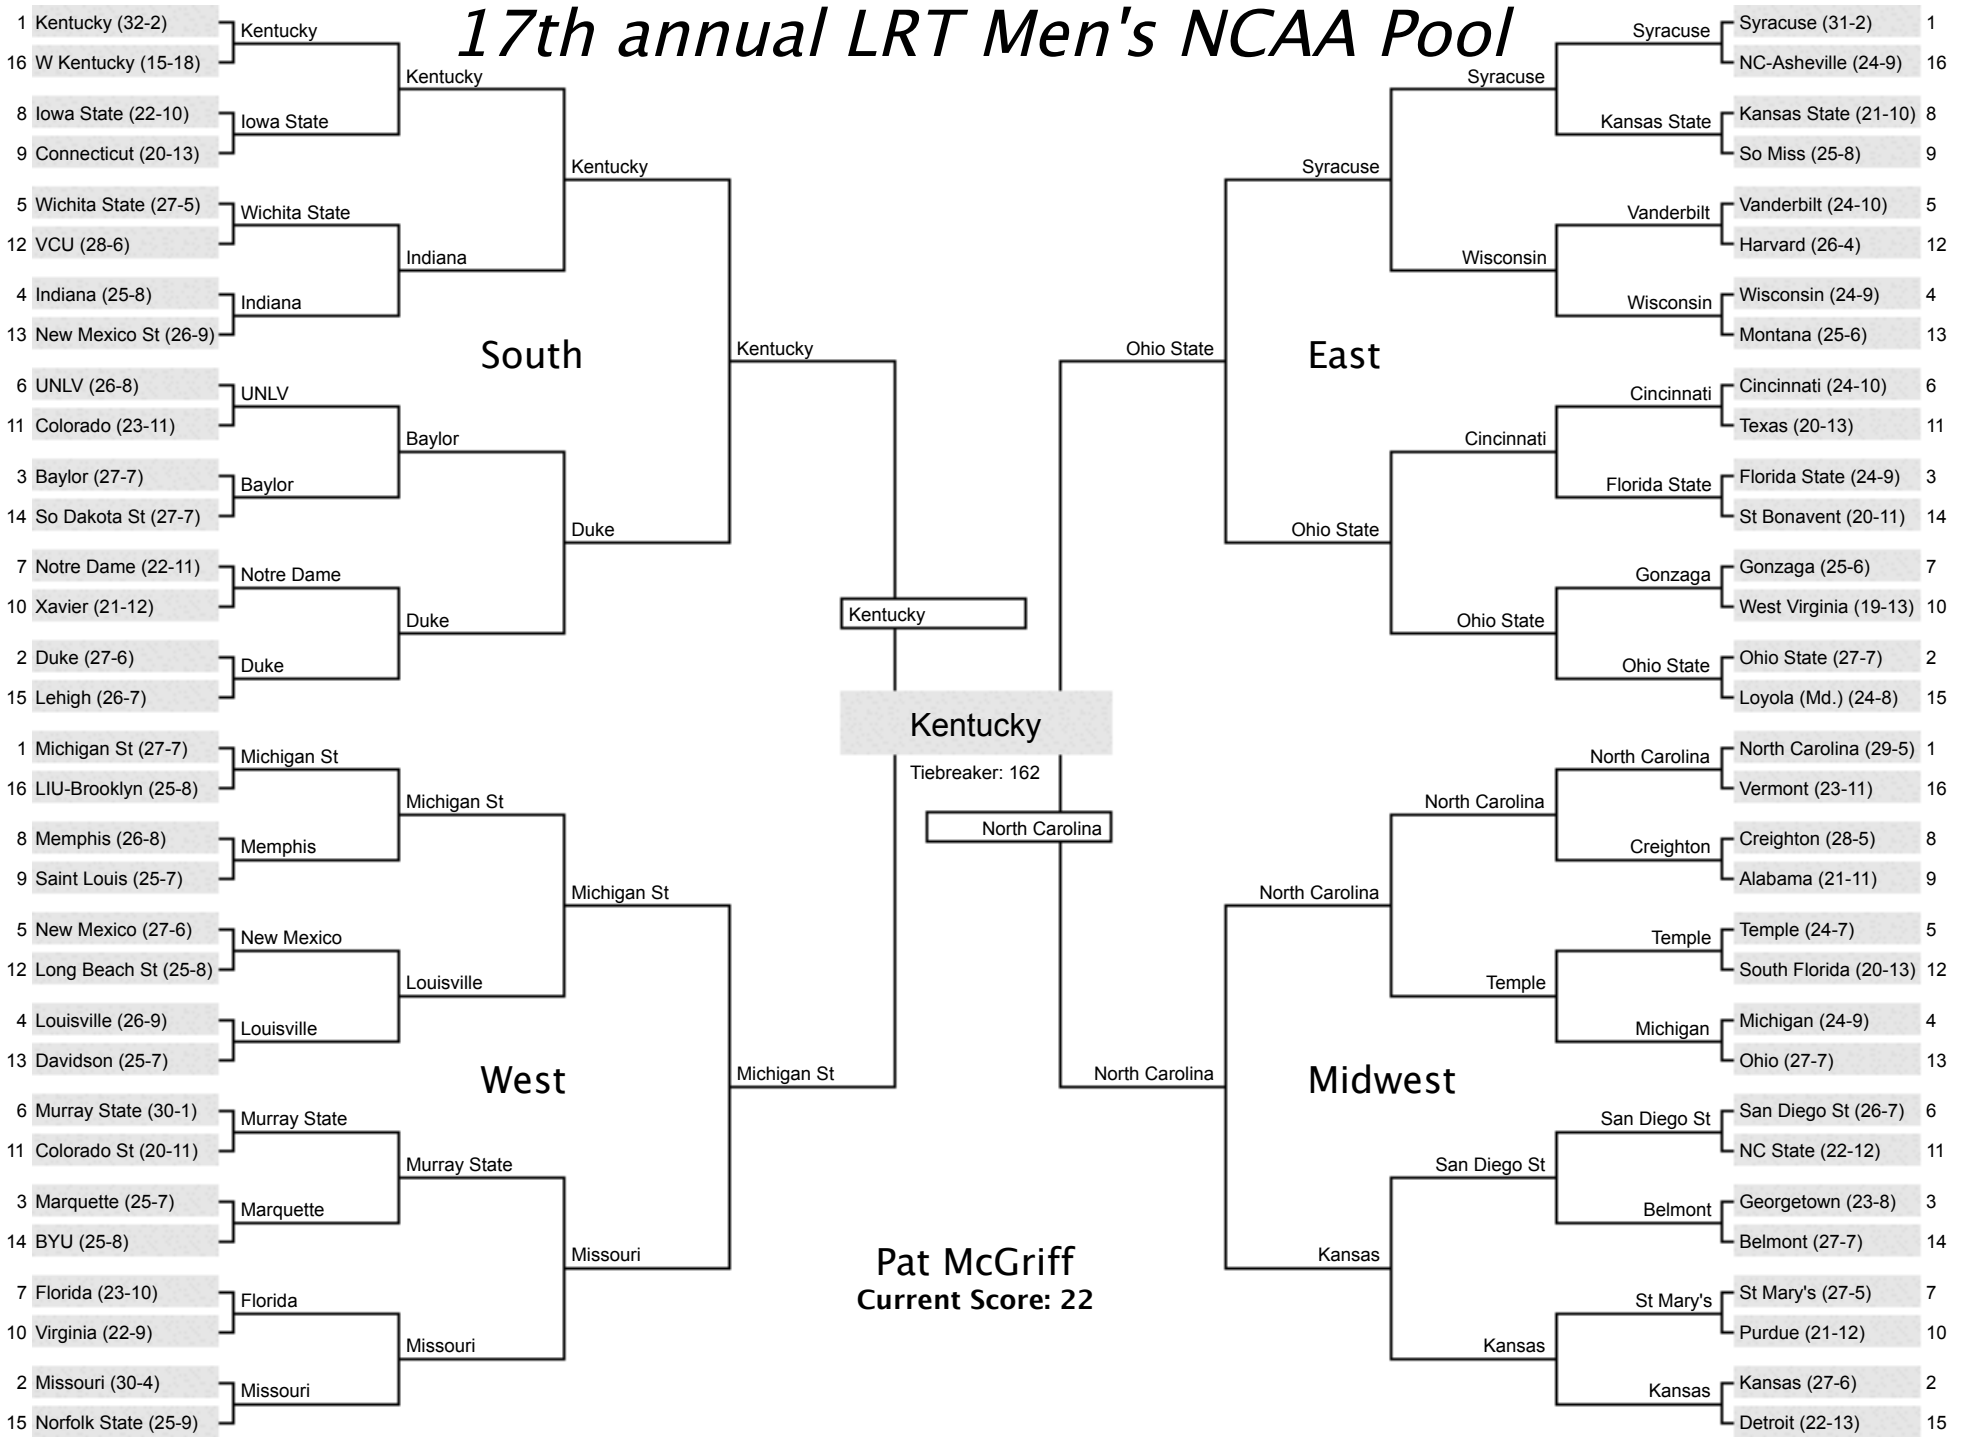 17th annual LRT Men's NCAA Pool
1 Kentucky (32-2)
16 W Kentucky (15-18)
8 Iowa State (22-10)
9 Connecticut (20-13)
5 Wichita State (27-5)
12 VCU (28-6)
4 Indiana (25-8)
13 New Mexico St (26-9)
6 UNLV (26-8)
11 Colorado (23-11)
3 Baylor (27-7)
14 So Dakota St (27-7)
7 Notre Dame (22-11)
10 Xavier (21-12)
2 Duke (27-6)
15 Lehigh (26-7)
Kentucky
Iowa State
Wichita State
Indiana
UNLV
Baylor
Notre Dame
Duke
Kentucky
Indiana
Baylor
Duke
Kentucky
Duke
South
Kentucky
1 Michigan St (27-7)
16 LIU-Brooklyn (25-8)
8 Memphis (26-8)
9 Saint Louis (25-7)
5 New Mexico (27-6)
12 Long Beach St (25-8)
4 Louisville (26-9)
13 Davidson (25-7)
6 Murray State (30-1)
11 Colorado St (20-11)
3 Marquette (25-7)
14 BYU (25-8)
7 Florida (23-10)
10 Virginia (22-9)
2 Missouri (30-4)
15 Norfolk State (25-9)
Michigan St
Memphis
New Mexico
Louisville
Murray State
Marquette
Florida
Missouri
Michigan St
Louisville
Murray State
Missouri
Michigan St
Missouri
West
Michigan St
Kentucky
Kentucky
Tiebreaker: 162
North Carolina
Pat McGriff
Current Score: 22
Syracuse (31-2) 1
NC-Asheville (24-9) 16
Kansas State (21-10) 8
So Miss (25-8) 9
Vanderbilt (24-10) 5
Harvard (26-4) 12
Wisconsin (24-9) 4
Montana (25-6) 13
Cincinnati (24-10) 6
Texas (20-13) 11
Florida State (24-9) 3
St Bonavent (20-11) 14
Gonzaga (25-6) 7
West Virginia (19-13) 10
Ohio State (27-7) 2
Loyola (Md.) (24-8) 15
Syracuse
Kansas State
Vanderbilt
Wisconsin
Cincinnati
Florida State
Gonzaga
Ohio State
Syracuse
Wisconsin
Cincinnati
Ohio State
Syracuse
Ohio State
East
Ohio State
North Carolina (29-5) 1
Vermont (23-11) 16
Creighton (28-5) 8
Alabama (21-11) 9
Temple (24-7) 5
South Florida (20-13) 12
Michigan (24-9) 4
Ohio (27-7) 13
San Diego St (26-7) 6
NC State (22-12) 11
Georgetown (23-8) 3
Belmont (27-7) 14
St Mary's (27-5) 7
Purdue (21-12) 10
Kansas (27-6) 2
Detroit (22-13) 15
North Carolina
Creighton
Temple
Michigan
San Diego St
Belmont
St Mary's
Kansas
North Carolina
Temple
San Diego St
Kansas
North Carolina
Kansas
Midwest
North Carolina